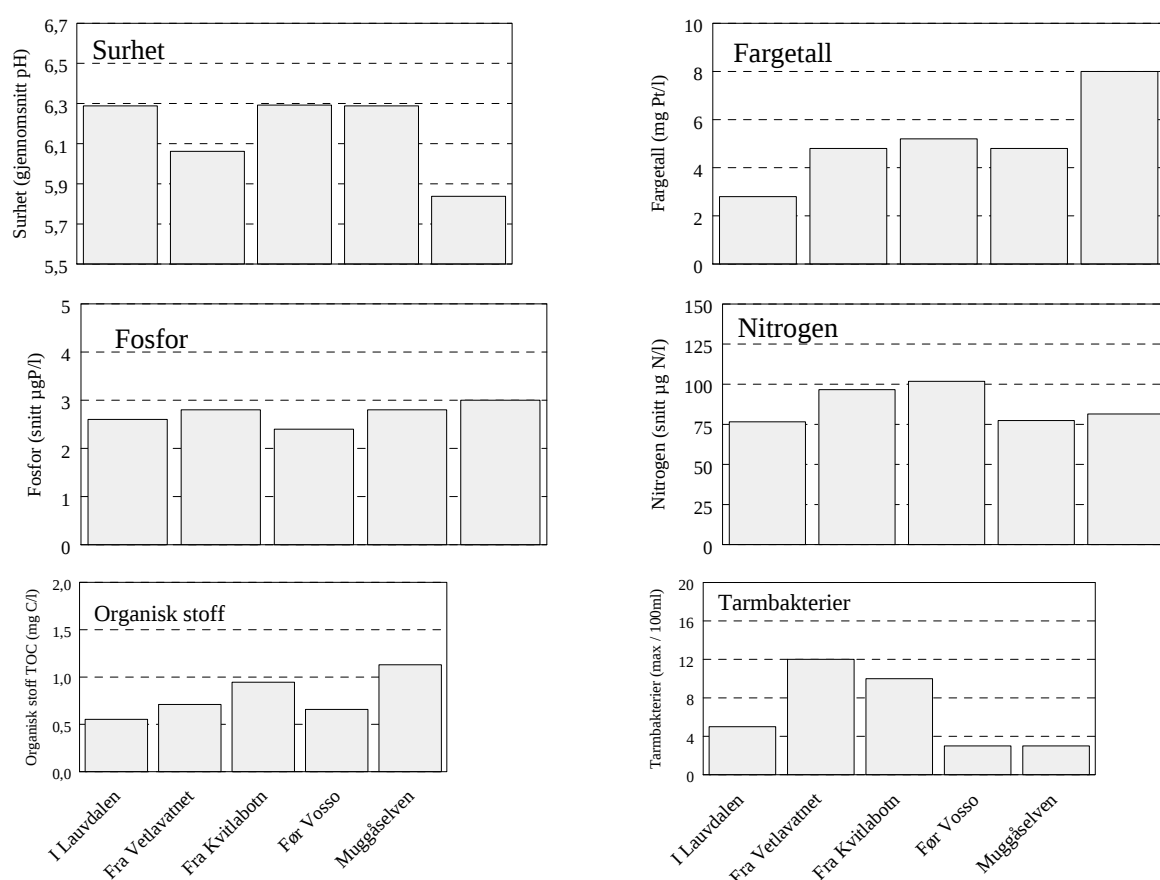 Surhet
Surhet (gjennomsnitt pH)
6,7
6,5
6,3
6,1
5,9
5,7
5,5
Fargetall
Fargetall (mg Pt/l)
10
8
6
4
2
0
Fosfor
Fosfor (snitt µgP/l)
5
4
3
2
1
0
Nitrogen
Nitrogen (snitt µg N/l)
150
125
100
75
50
25
0
Organisk stoff
Organisk stoff TOC (mg C/l)
2,0
1,5
1,0
0,5
0,0
I Lauvdalen
Fra Vetlavatnet
Fra Kvitlabotn
Før Vosso
Muggåselven
Tarmbakterier
Tarmbakterier (max / 100ml)
20
16
12
8
4
0
I Lauvdalen
Fra Vetlavatnet
Fra Kvitlabotn
Før Vosso
Muggåselven